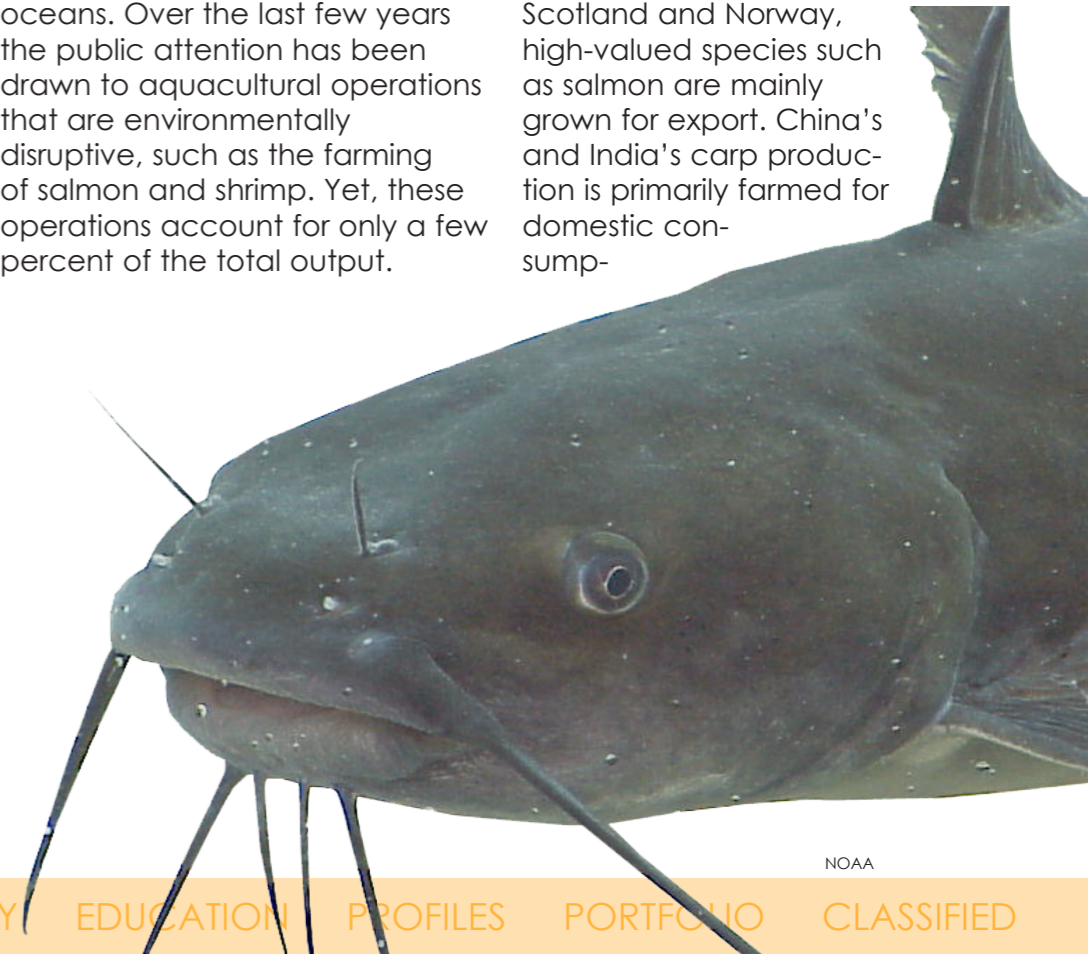 oceans. Over the last few years
the public attention has been
drawn to aquacultural operations
that are environmentally
disruptive, such as the farming
of salmon and shrimp. Yet, these
operations account for only a few
percent of the total output.
Scotland and Norway,
high-valued species such
as salmon are mainly
grown for export. China's
and India's carp produc-
tion is primarily farmed for
domestic con-
sump-
NOAA
Y EDUCATION PROFILES PORTFOLIO CLASSIFIED